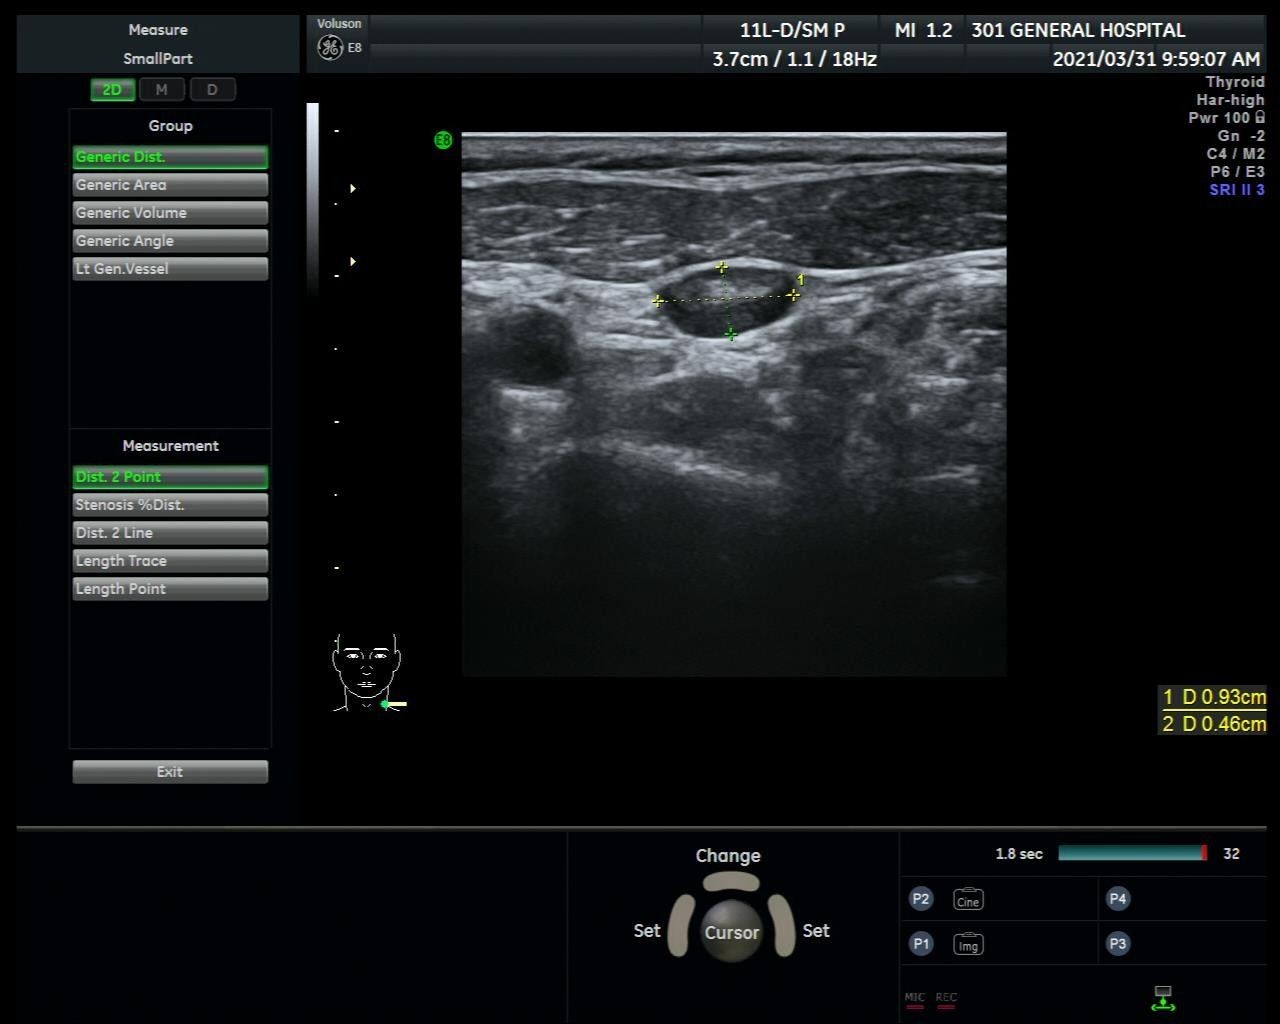 Measure
SmallPart
2D M D
Group
Generic Dist.
Generic Area
Generic Volume
Generic Angle
Lt Gen.Vessel
Measurement
Dist. 2 Point
Stenosis %Dist.
Dist. 2 Line
Length Trace
Length Point
Exit
Voluson
E8
11L-D/SM P MI 1.2 301 GENERAL HOSPITAL
3.7cm / 1.1 / 18Hz 2021/03/31 9:59:07 AM
Thyroid
Har-high
Pwr 100
Gn -2
C4 / M2
P6 / E3
SRI II 3
E8
1
1 D 0.93cm
2 D 0.46cm
Change
Set Cursor Set
1.8 sec 32
P2 Cine P4
P1 Img P3
MIC REC